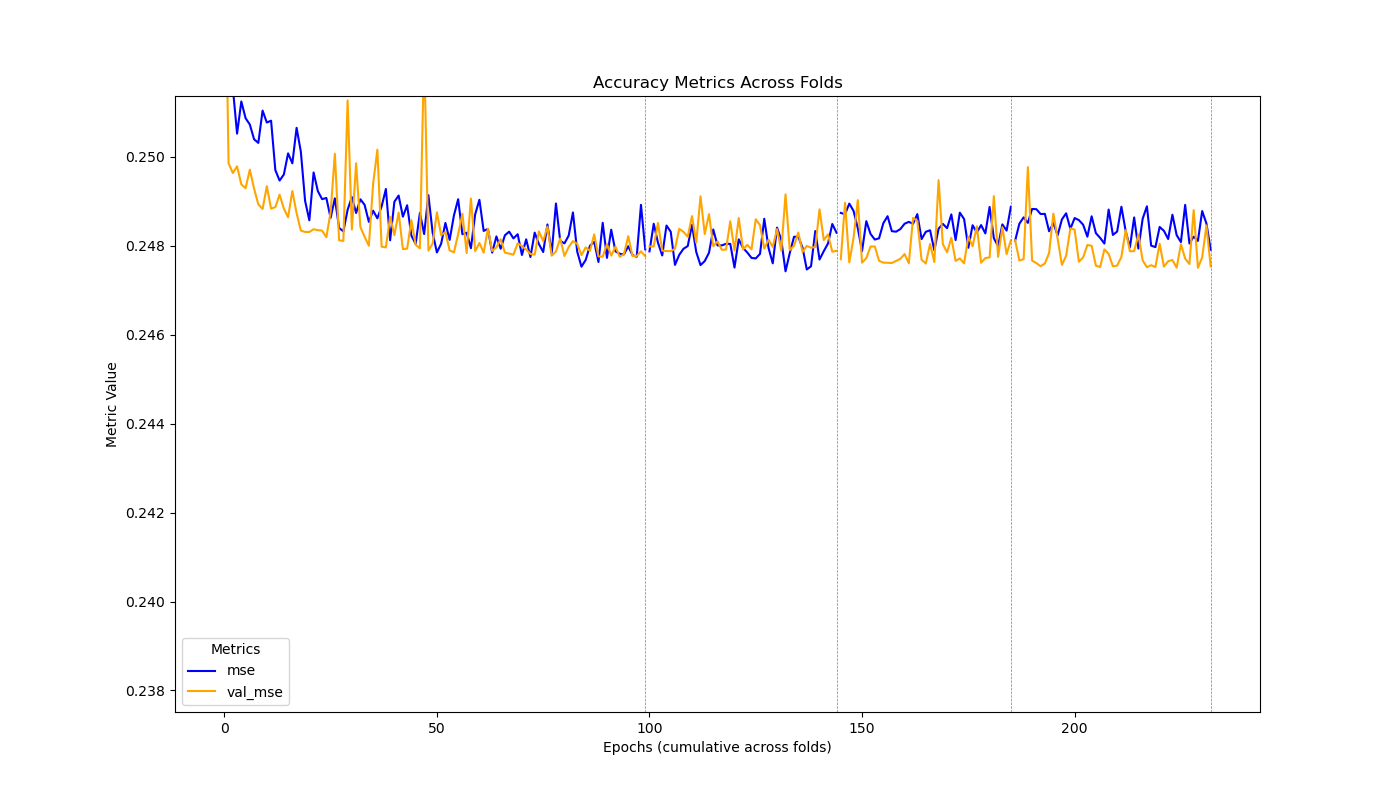 Accuracy Metrics Across Folds
0.250
0.248
0.246
0.244
0.242
0.240
0.238
Metric Value
Metrics
mse
val_mse
0 50 100 150 200
Epochs (cumulative across folds)